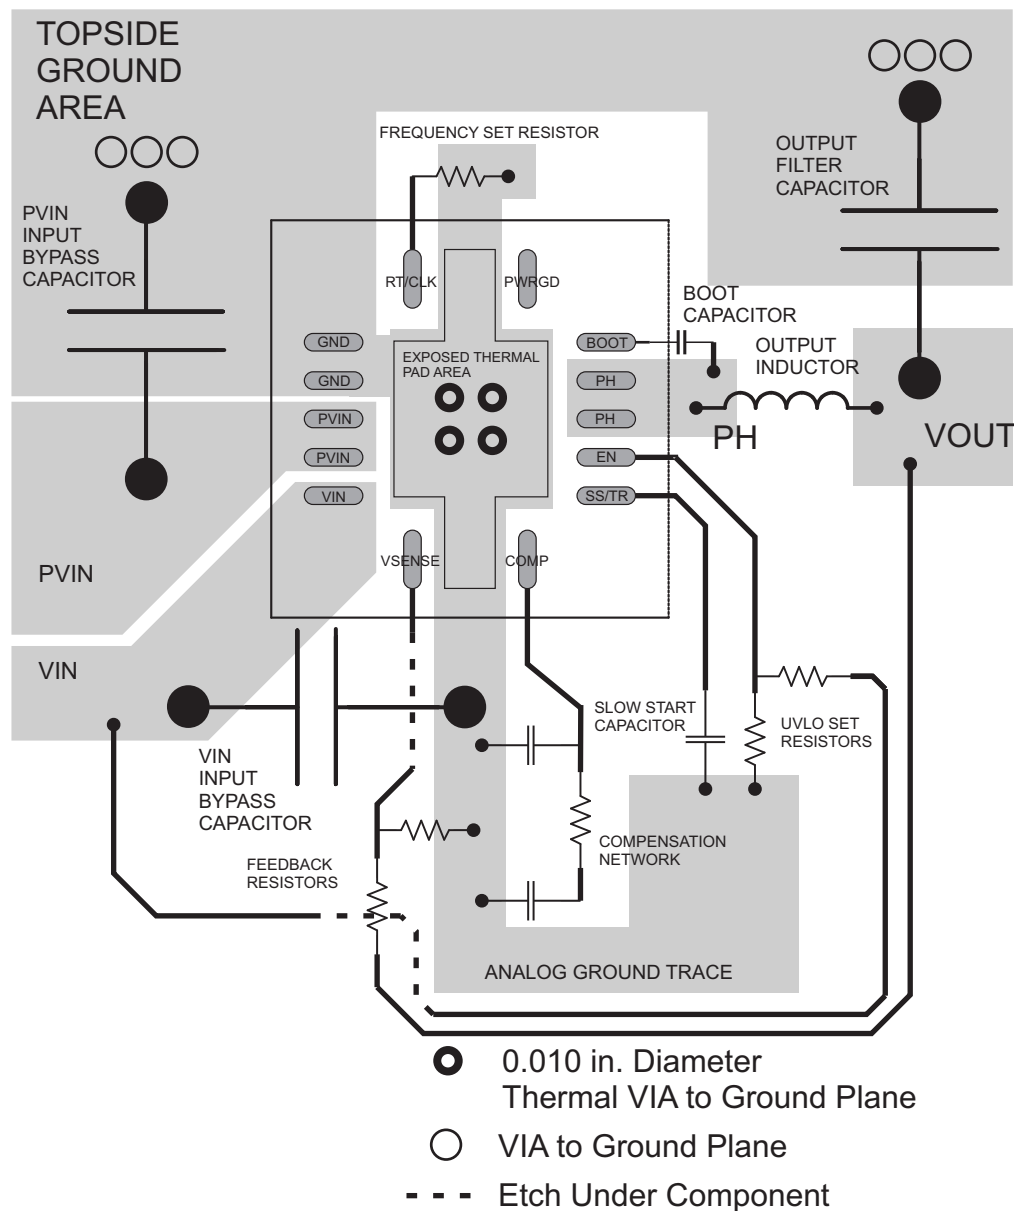 TOPSIDE
GROUND
AREA
FREQUENCY SET RESISTOR
OUTPUT
FILTER
CAPACITOR
PVIN
INPUT
BYPASS
CAPACITOR
RT/CLK
PWRGD
BOOT
CAPACITOR
GND
EXPOSED THERMAL
PAD AREA
BOOT
OUTPUT
INDUCTOR
GND
PH
PVIN
PH
PH
VOUT
PVIN
EN
VIN
SS/TR
VSENSE
COMP
PVIN
VIN
SLOW START
CAPACITOR
UVLO SET
RESISTORS
VIN
INPUT
BYPASS
CAPACITOR
COMPENSATION
NETWORK
FEEDBACK
RESISTORS
ANALOG GROUND TRACE
0.010 in. Diameter
Thermal VIA to Ground Plane
VIA to Ground Plane
Etch Under Component